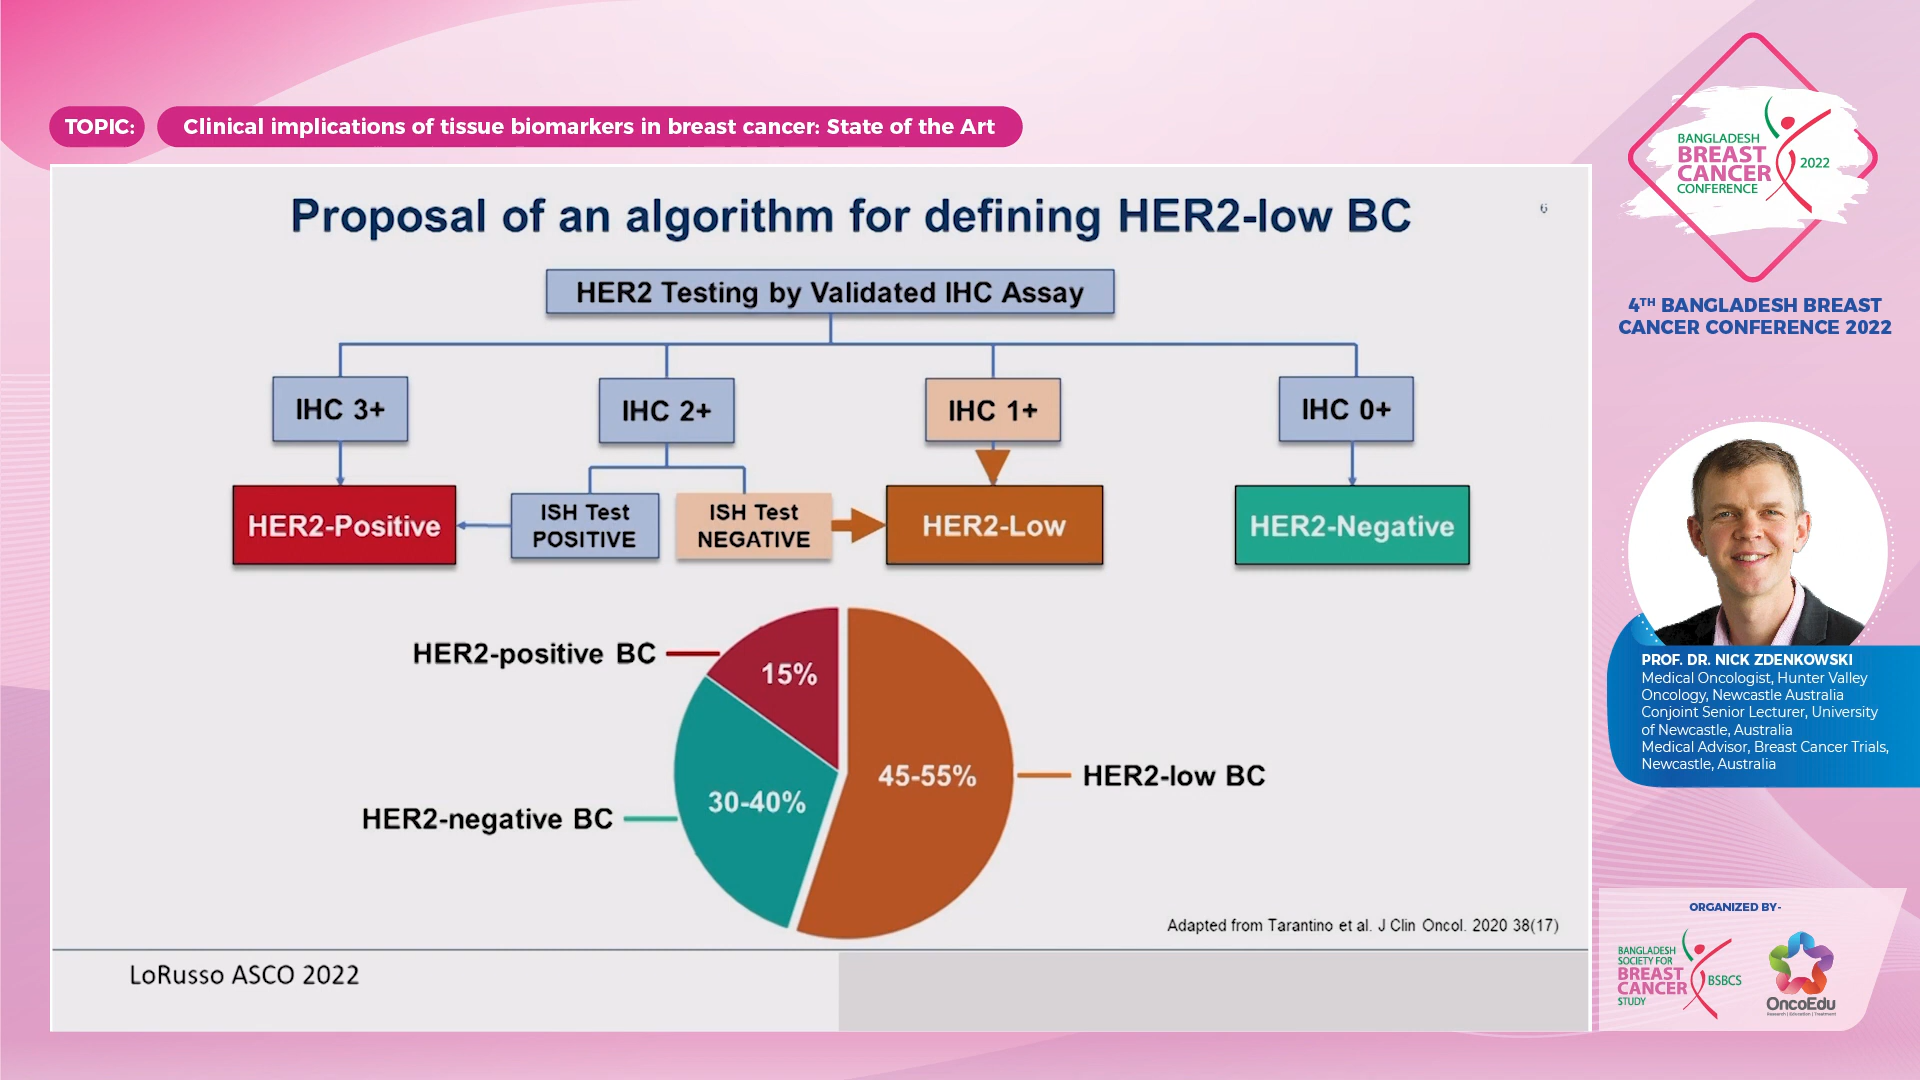 TOPIC:
Clinical implications of tissue biomarkers in breast cancer: State of the Art
Proposal of an algorithm for defining HER2-low BC
6
HER2 Testing by Validated IHC Assay
IHC 3+
IHC 2+
IHC 1+
IHC 0+
HER2-Positive
ISH Test
POSITIVE
ISH Test
NEGATIVE
HER2-Low
HER2-Negative
HER2-positive BC
15%
45-55%
HER2-low BC
30-40%
HER2-negative BC
Adapted from Tarantino et al. J Clin Oncol. 2020 38(17)
LoRusso ASCO 2022
BANGLADESH
BREAST
CANCER
CONFERENCE
2022
4TH BANGLADESH BREAST
CANCER CONFERENCE 2022
PROF. DR. NICK ZDENKOWSKI
Medical Oncologist, Hunter Valley
Oncology, Newcastle Australia
Conjoint Senior Lecturer, University
of Newcastle, Australia
Medical Advisor, Breast Cancer Trials,
Newcastle, Australia
ORGANIZED BY-
BANGLADESH
SOCIETY FOR
BREAST
CANCER
STUDY
BSBCS
OncoEdu
Research | Education | Treatment